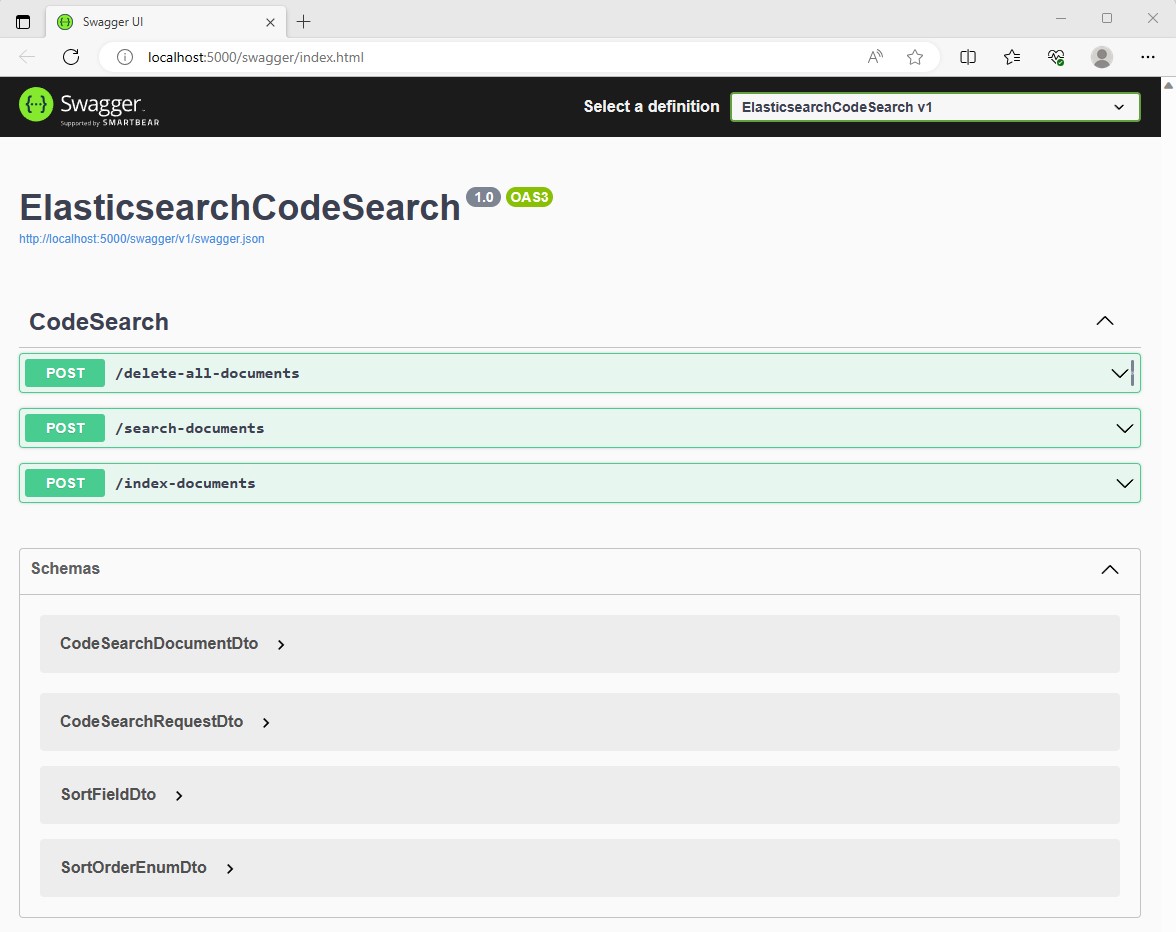 Swagger UI
localhost:5000/swagger/index.html
Swagger
Supported by SMARTBEAR
Select a definition
ElasticsearchCodeSearch v1
ElasticsearchCodeSearch 1.0 OAS3
http://localhost:5000/swagger/v1/swagger.json
CodeSearch
POST /delete-all-documents
POST /search-documents
POST /index-documents
Schemas
CodeSearchDocumentDto
CodeSearchRequestDto
SortFieldDto
SortOrderEnumDto